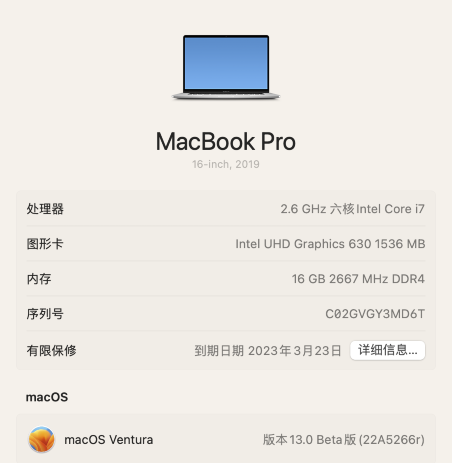 MacBook Pro
16-inch, 2019
处理器 2.6 GHz 六核Intel Core i7
图形卡 Intel UHD Graphics 630 1536 MB
内存 16 GB 2667 MHz DDR4
序列号 C02GVGY3MD6T
有限保修 到期日期 2023年3月23日 详细信息...
macOS
macOS Ventura 版本13.0 Beta版 (22A5266r)